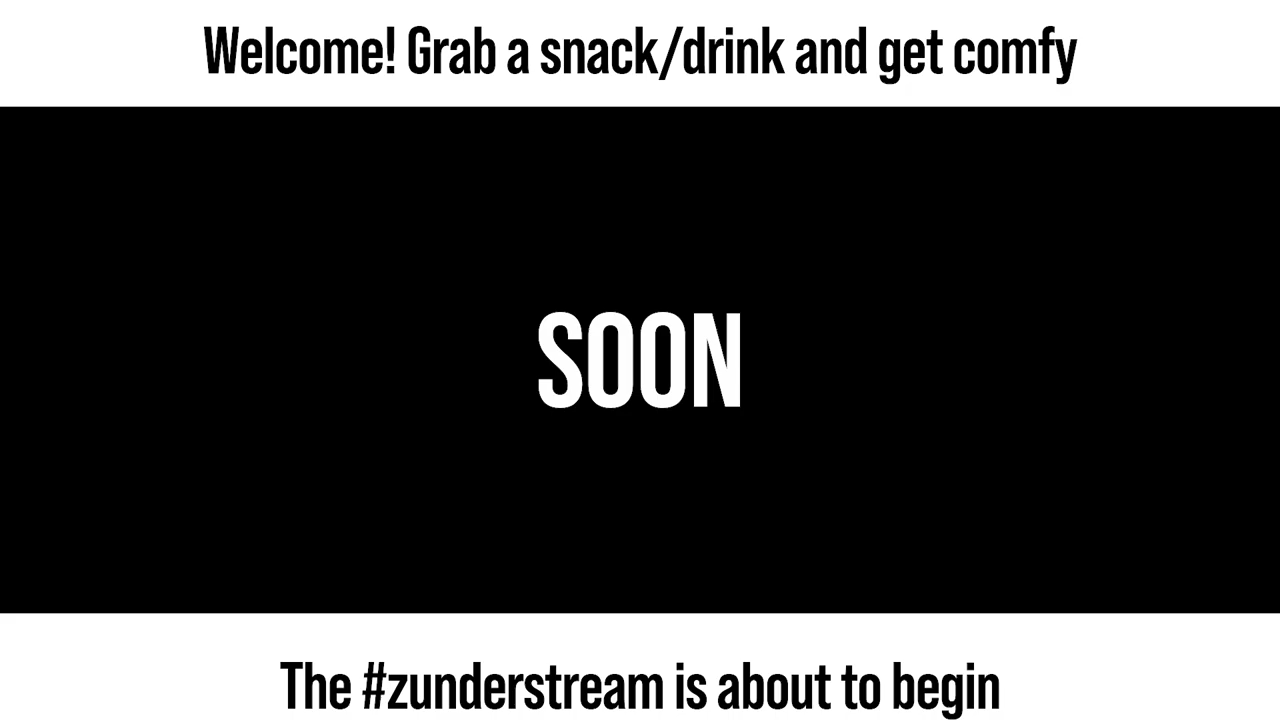 Welcome! Grab a snack/drink and get comfy
SOON
The #zunderstream is about to begin